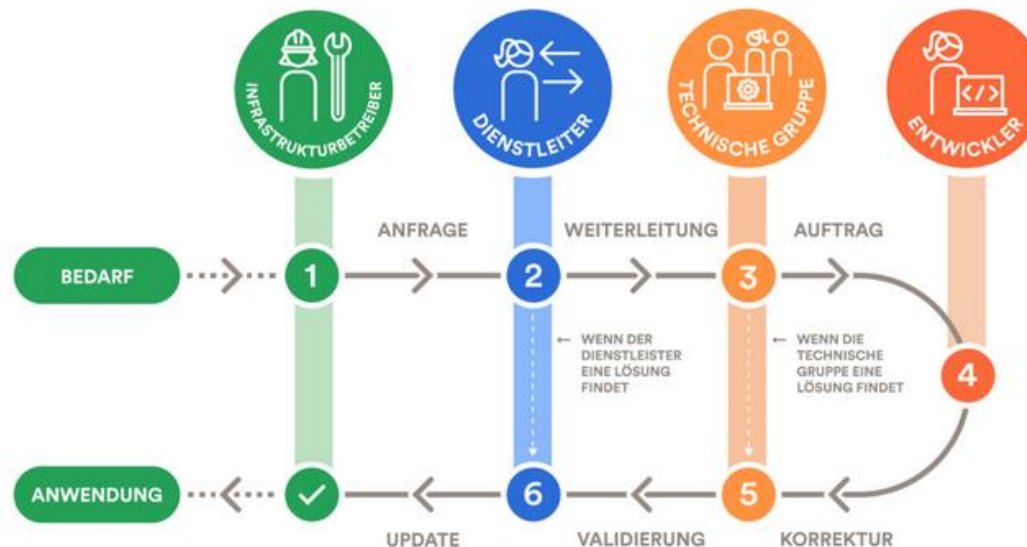 INFRASTRUKTURBETREIBER
DIENSTLEITER
TECHNISCHE GRUPPE
</>
ENTWICKLER
ANFRAGE
WEITERLEITUNG
AUFTRAG
BEDARF
1
2
3
← WENN DER
DIENSTLEISTER
EINE LÖSUNG
FINDET
← WENN DIE
TECHNISCHE
GRUPPE EINE
LÖSUNG FINDET
4
ANWENDUNG
6
5
UPDATE
VALIDIERUNG
KORREKTUR